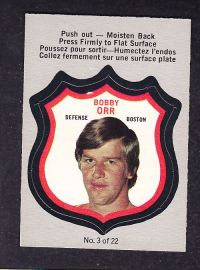 Push out — Moisten Back
Press Firmly to Flat Surface
Poussez pour sortir—Humectez l'endos
Collez fermement sur une surface plate
BOBBY
ORR
DEFENSE BOSTON
No. 3 of 22